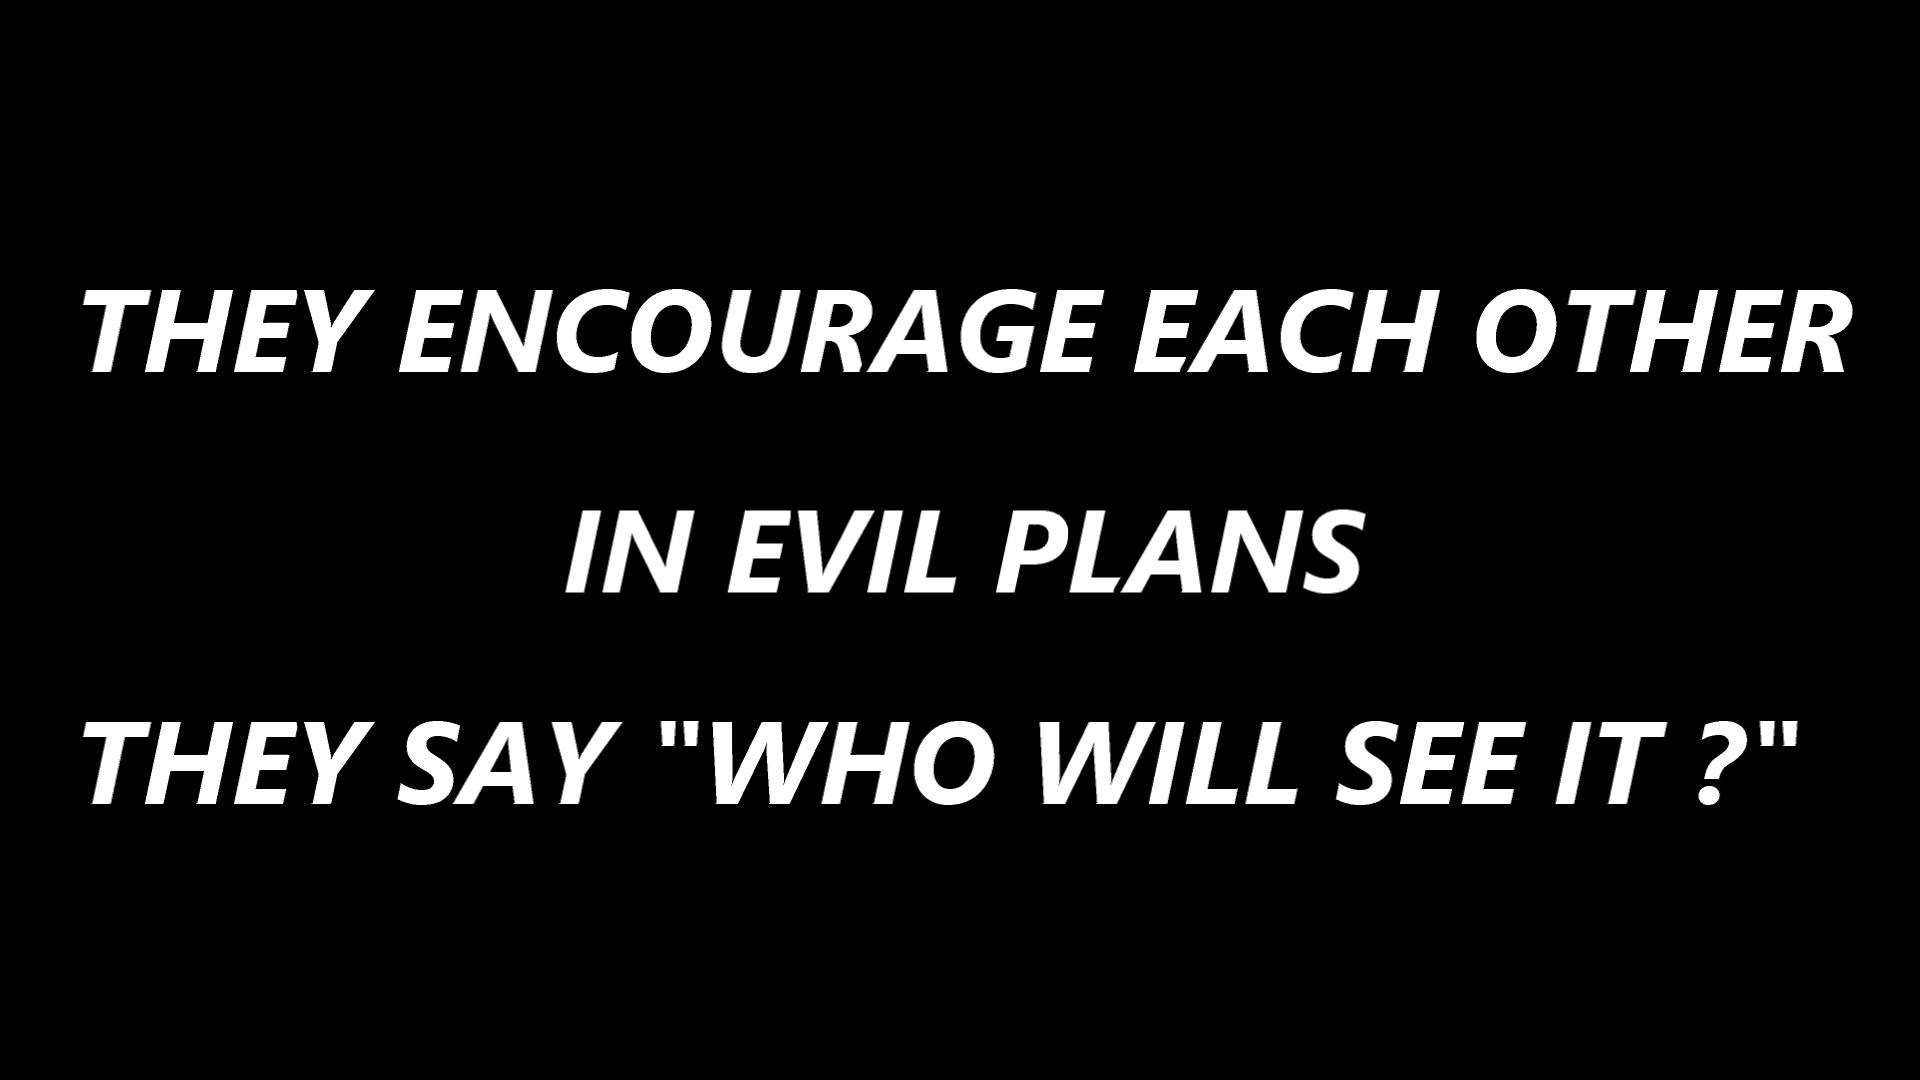 THEY ENCOURAGE EACH OTHER
IN EVIL PLANS
THEY SAY "WHO WILL SEE IT ?"